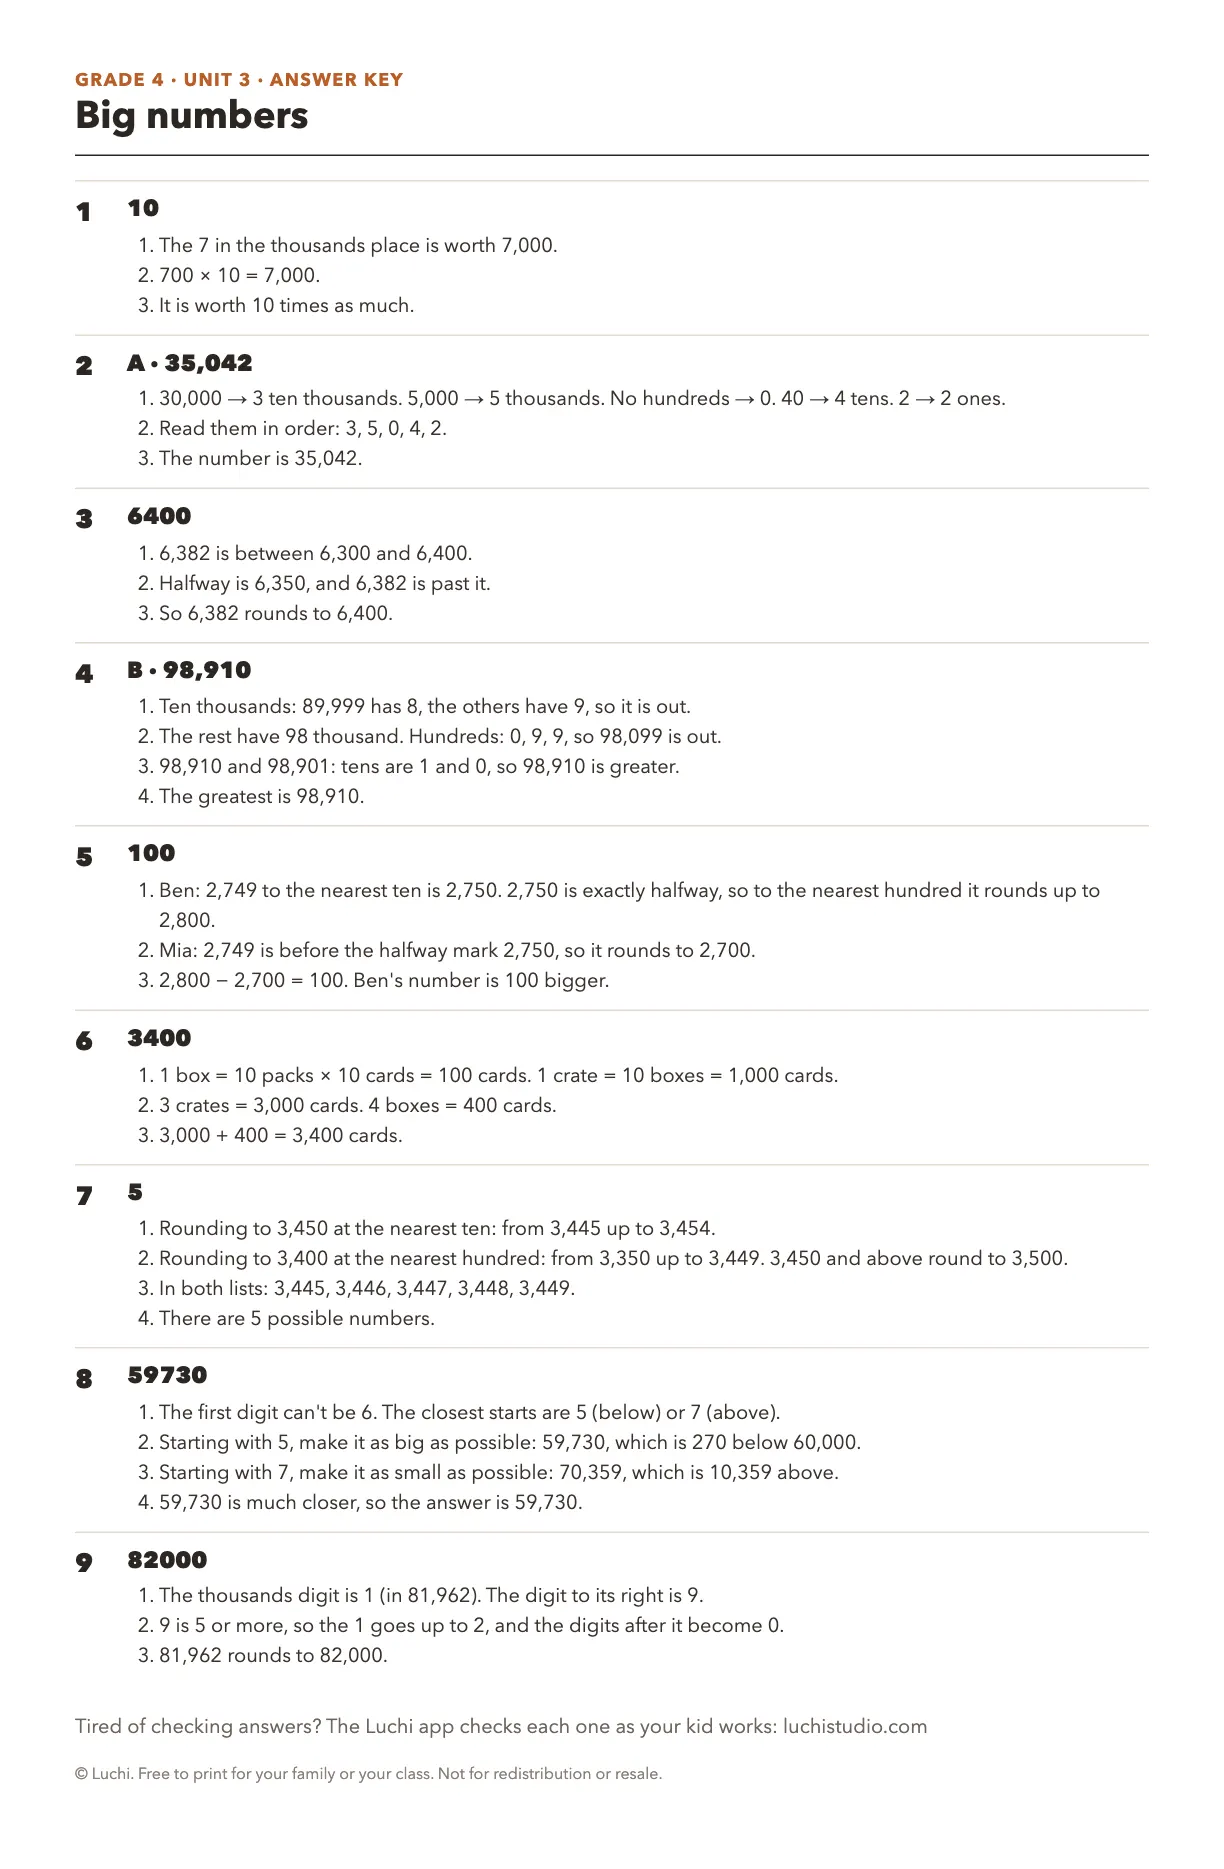 GRADE 4 · UNIT 3 · ANSWER KEY
Big numbers
1 10
1. The 7 in the thousands place is worth 7,000.
2. 700 × 10 = 7,000.
3. It is worth 10 times as much.
2 A · 35,042
1. 30,000 → 3 ten thousands. 5,000 → 5 thousands. No hundreds → 0. 40 → 4 tens. 2 → 2 ones.
2. Read them in order: 3, 5, 0, 4, 2.
3. The number is 35,042.
3 6400
1. 6,382 is between 6,300 and 6,400.
2. Halfway is 6,350, and 6,382 is past it.
3. So 6,382 rounds to 6,400.
4 B · 98,910
1. Ten thousands: 89,999 has 8, the others have 9, so it is out.
2. The rest have 98 thousand. Hundreds: 0, 9, 9, so 98,099 is out.
3. 98,910 and 98,901: tens are 1 and 0, so 98,910 is greater.
4. The greatest is 98,910.
5 100
1. Ben: 2,749 to the nearest ten is 2,750. 2,750 is exactly halfway, so to the nearest hundred it rounds up to
2,800.
2. Mia: 2,749 is before the halfway mark 2,750, so it rounds to 2,700.
3. 2,800 − 2,700 = 100. Ben's number is 100 bigger.
6 3400
1. 1 box = 10 packs × 10 cards = 100 cards. 1 crate = 10 boxes = 1,000 cards.
2. 3 crates = 3,000 cards. 4 boxes = 400 cards.
3. 3,000 + 400 = 3,400 cards.
7 5
1. Rounding to 3,450 at the nearest ten: from 3,445 up to 3,454.
2. Rounding to 3,400 at the nearest hundred: from 3,350 up to 3,449. 3,450 and above round to 3,500.
3. In both lists: 3,445, 3,446, 3,447, 3,448, 3,449.
4. There are 5 possible numbers.
8 59730
1. The first digit can't be 6. The closest starts are 5 (below) or 7 (above).
2. Starting with 5, make it as big as possible: 59,730, which is 270 below 60,000.
3. Starting with 7, make it as small as possible: 70,359, which is 10,359 above.
4. 59,730 is much closer, so the answer is 59,730.
9 82000
1. The thousands digit is 1 (in 81,962). The digit to its right is 9.
2. 9 is 5 or more, so the 1 goes up to 2, and the digits after it become 0.
3. 81,962 rounds to 82,000.
Tired of checking answers? The Luchi app checks each one as your kid works: luchistudio.com
© Luchi. Free to print for your family or your class. Not for redistribution or resale.